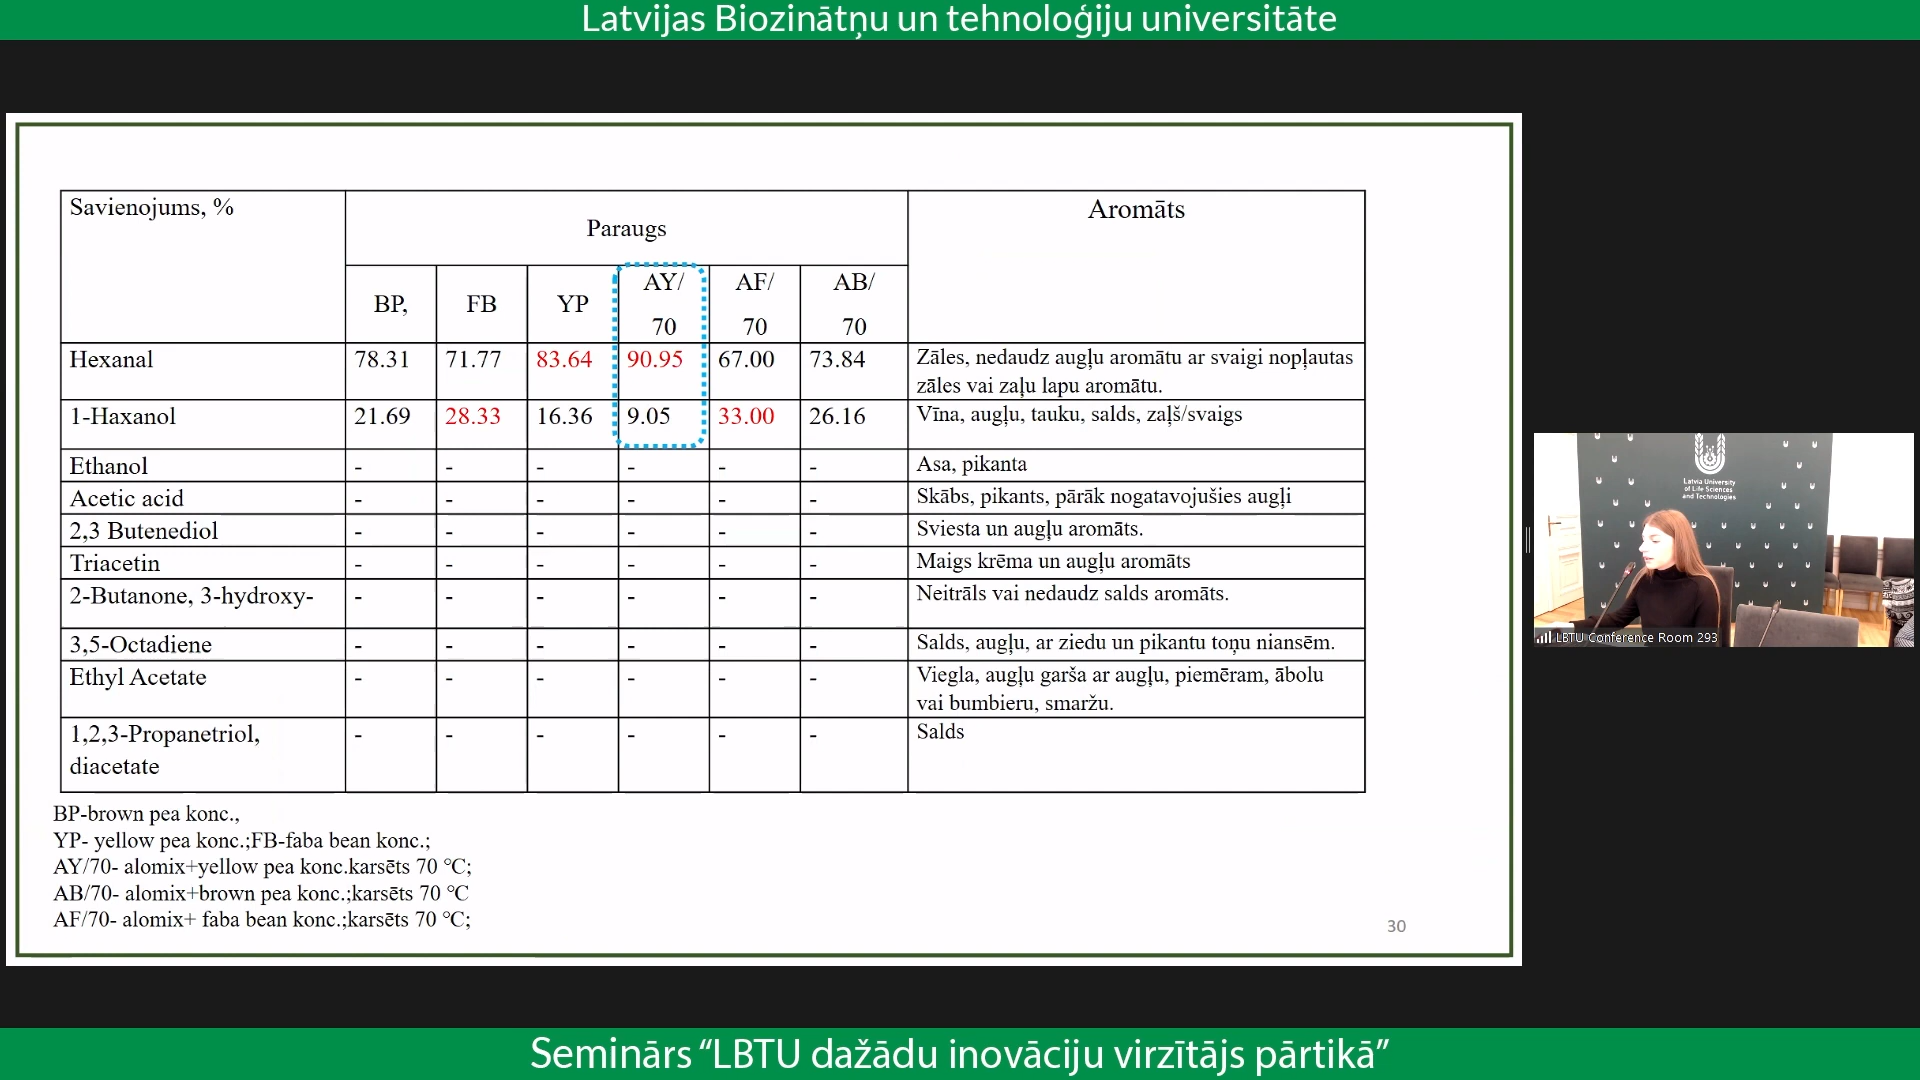 Latvijas Biozinātņu un tehnoloģiju universitāte
Savienojums, %
Paraugs
Aromāts
BP,
FB
YP
AY/
70
AF/
70
AB/
70
Hexanal 78.31 71.77 83.64 90.95 67.00 73.84 Zāles, nedaudz augļu aromātu ar svaigi nopļautas
zāles vai zaļu lapu aromātu.
1-Haxanol 21.69 28.33 16.36 9.05 33.00 26.16 Vīna, augļu, tauku, salds, zaļš/svaigs
Ethanol - - - - - - Asa, pikanta
Acetic acid - - - - - - Skābs, pikants, pārāk nogatavojušies augļi
2,3 Butenediol - - - - - - Sviesta un augļu aromāts.
Triacetin - - - - - - Maigs krēma un augļu aromāts
2-Butanone, 3-hydroxy- - - - - - - Neitrāls vai nedaudz salds aromāts.
3,5-Octadiene - - - - - - Salds, augļu, ar ziedu un pikantu toņu niansēm.
Ethyl Acetate - - - - - - Viegla, augļu garša ar augļu, piemēram, ābolu
vai bumbieru, smaržu.
1,2,3-Propanetriol, - - - - - - Salds
diacetate
BP-brown pea konc.,
YP- yellow pea konc.;FB-faba bean konc.;
AY/70- alomix+yellow pea konc.karsēts 70 °C;
AB/70- alomix+brown pea konc.;karsēts 70 °C
AF/70- alomix+ faba bean konc.;karsēts 70 °C;
30
Latvia University
of Life Sciences
and Technologies
LBTU Conference Room 293
Seminārs “LBTU dažādu inovāciju virzītājs pārtikā”